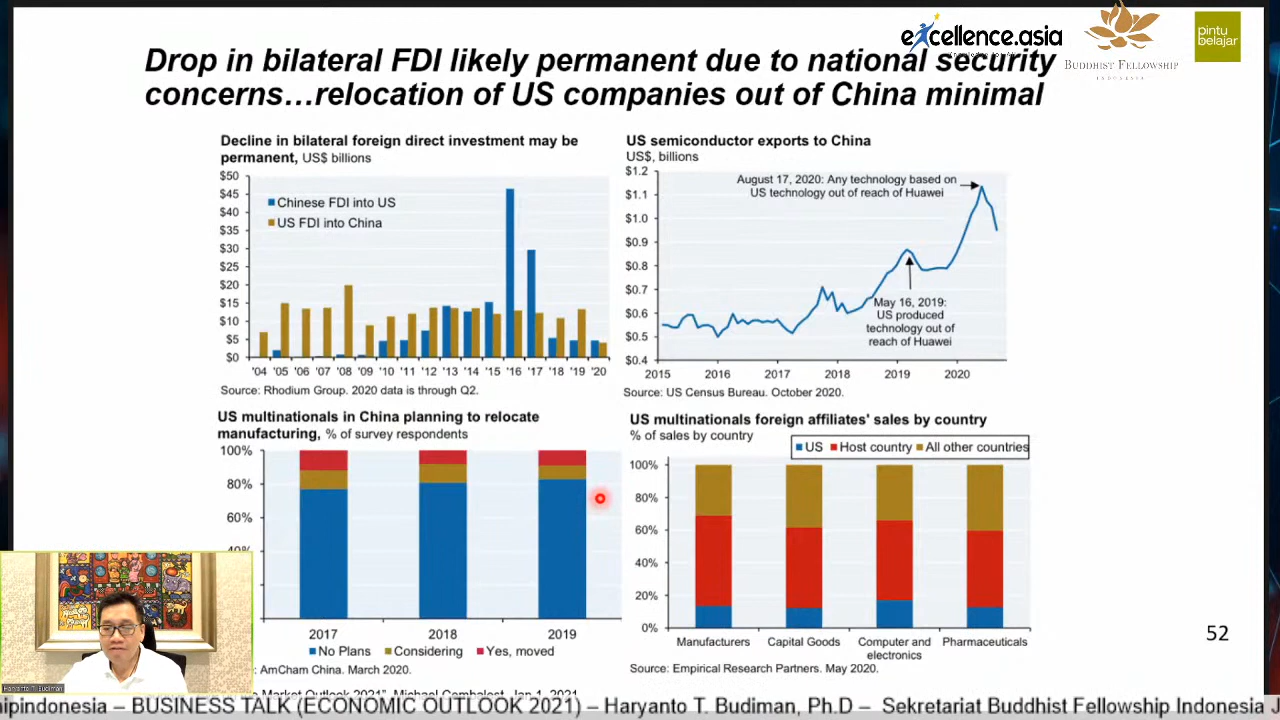 excellence.asia
BUDDHIST FELLOWSHIP
INDONESIA
pintu
belajar
Drop in bilateral FDI likely permanent due to national security
concerns…relocation of US companies out of China minimal
Decline in bilateral foreign direct investment may be
permanent, US$ billions
$50
$45
$40
$35
$30
$25
$20
$15
$10
$5
$0
Chinese FDI into US
US FDI into China
'04 '05 '06 '07 '08 '09 '10 '11 '12 '13 '14 '15 '16 '17 '18 '19 '20
Source: Rhodium Group. 2020 data is through Q2.
US semiconductor exports to China
US$, billions
$1.2
$1.1
$1.0
$0.9
$0.8
$0.7
$0.6
$0.5
$0.4
August 17, 2020: Any technology based on
US technology out of reach of Huawei
May 16, 2019:
US produced
technology out of
reach of Huawei
2015 2016 2017 2018 2019 2020
Source: US Census Bureau. October 2020.
US multinationals in China planning to relocate
manufacturing, % of survey respondents
100%
80%
60%
40%
2017 2018 2019
No Plans Considering Yes, moved
: AmCham China. March 2020.
US multinationals foreign affiliates' sales by country
% of sales by country
US Host country All other countries
100%
80%
60%
40%
20%
0%
Manufacturers Capital Goods Computer and Pharmaceuticals
electronics
Source: Empirical Research Partners. May 2020.
52
Market Outlook 2021", Michael Cembalest, Jan 1, 2021
Haryanto T. Budiman
hipindonesia – BUSINESS TALK (ECONOMIC OUTLOOK 2021) – Haryanto T. Budiman, Ph.D – Sekretariat Buddhist Fellowship Indonesia J